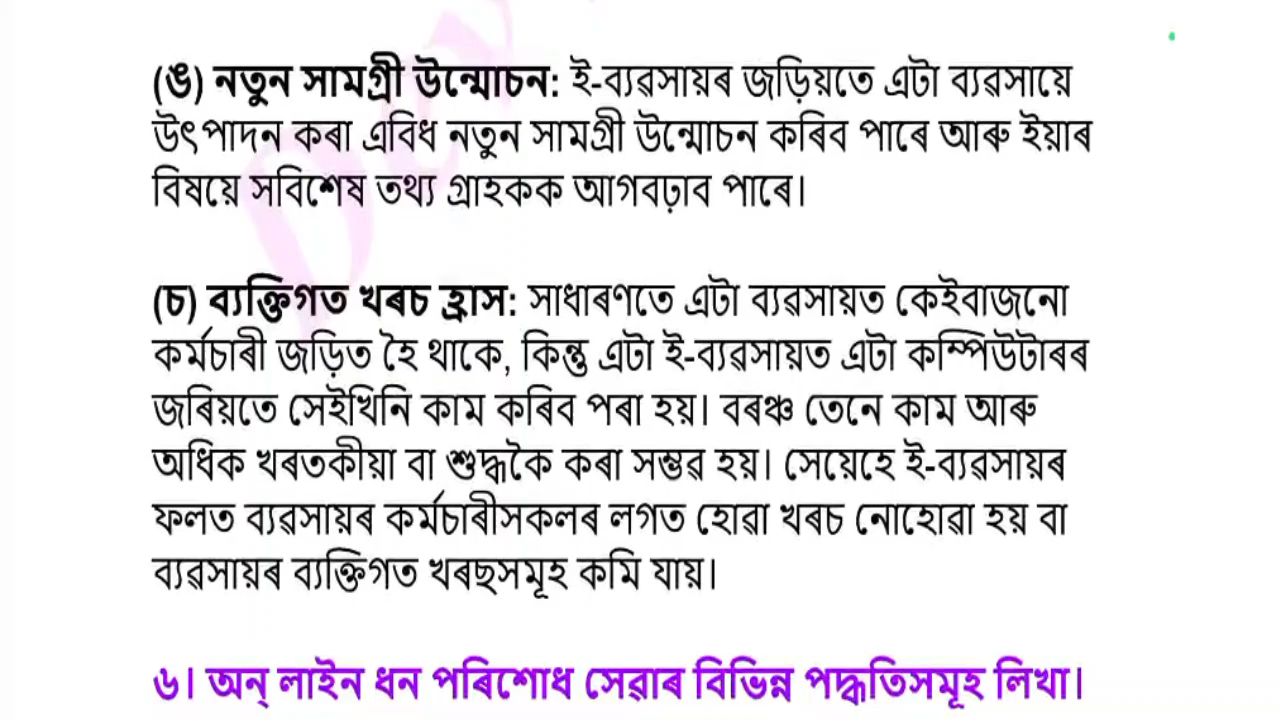 (ঙ) নতুন সামগ্ৰী উন্মোচন: ই-ব্যৱসায়ৰ জড়িয়তে এটা ব্যৱসায়ে
উৎপাদন কৰা এবিধ নতুন সামগ্ৰী উন্মোচন কৰিব পাৰে আৰু ইয়াৰ
বিষয়ে সবিশেষ তথ্য গ্ৰাহকক আগবঢ়াব পাৰে।
(চ) ব্যক্তিগত খৰচ হ্ৰাস: সাধাৰণতে এটা ব্যৱসায়ত কেইবাজনো
কৰ্মচাৰী জড়িত হৈ থাকে, কিন্তু এটা ই-ব্যৱসায়ত এটা কম্পিউটাৰৰ
জৰিয়তে সেইখিনি কাম কৰিব পৰা হয়। বৰঞ্চ তেনে কাম আৰু
অধিক খৰতকীয়া বা শুদ্ধকৈ কৰা সম্ভৱ হয়। সেয়েহে ই-ব্যৱসায়ৰ
ফলত ব্যৱসায়ৰ কৰ্মচাৰীসকলৰ লগত হোৱা খৰচ নোহোৱা হয় বা
ব্যৱসায়ৰ ব্যক্তিগত খৰছসমূহ কমি যায়।
৬। অন্ লাইন ধন পৰিশোধ সেৱাৰ বিভিন্ন পদ্ধতিসমূহ লিখা।